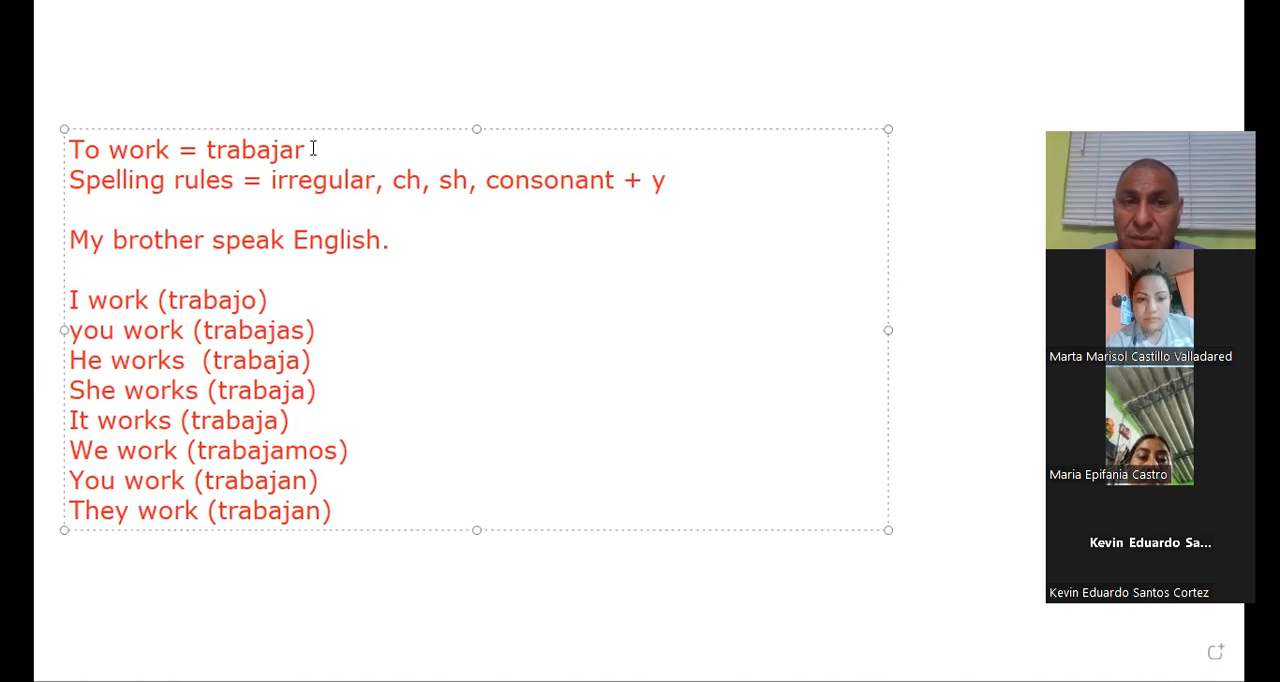 To work = trabajar
Spelling rules = irregular, ch, sh, consonant + y
My brother speak English.
I work (trabajo)
you work (trabajas)
He works  (trabaja)
She works (trabaja)
It works (trabaja)
We work (trabajamos)
You work (trabajan)
They work (trabajan)
Marta Marisol Castillo Valladared
Maria Epifania Castro
Kevin Eduardo Sa...
Kevin Eduardo Santos Cortez